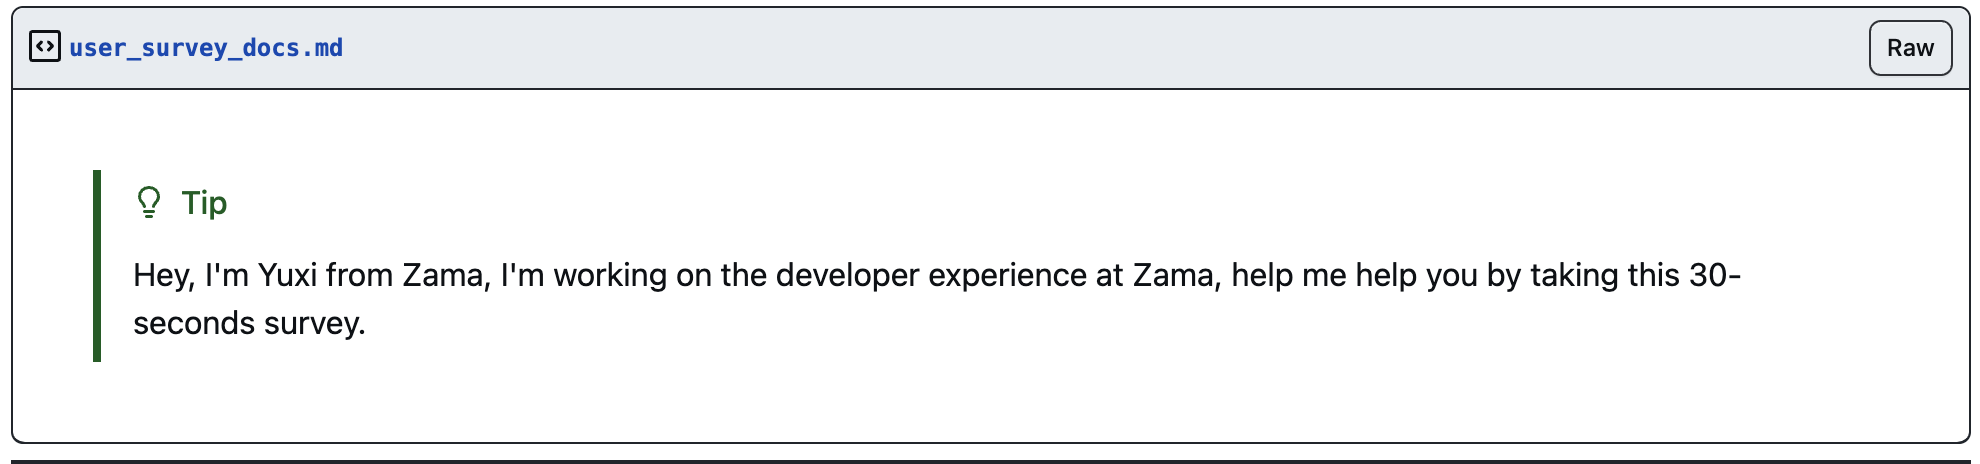 user_survey_docs.md
Raw
Tip
Hey, I'm Yuxi from Zama, I'm working on the developer experience at Zama, help me help you by taking this 30-
seconds survey.